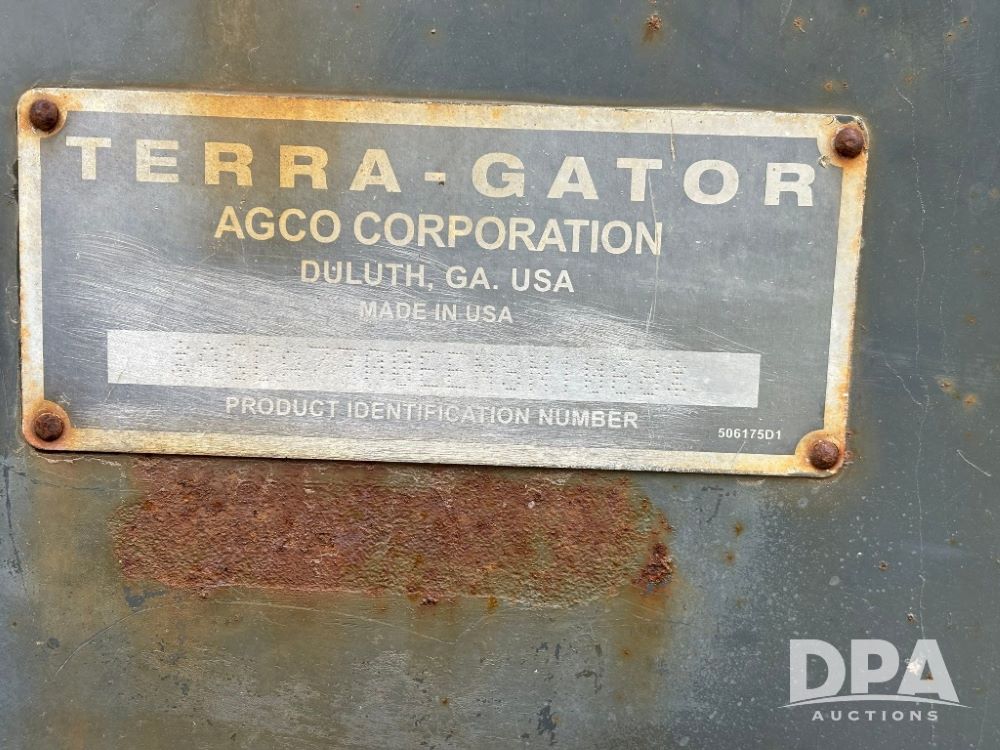 TERRA-GATOR
AGCO CORPORATION
DULUTH, GA. USA
MADE IN USA
PRODUCT IDENTIFICATION NUMBER
506175D1
DPA
AUCTIONS